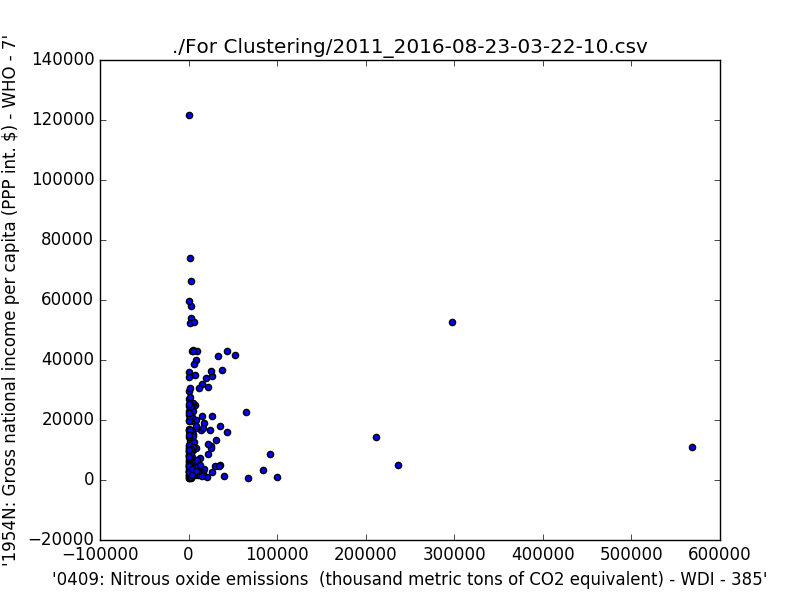 ./For Clustering/2011_2016-08-23-03-22-10.csv
'1954N: Gross national income per capita (PPP int. $) - WHO - 7'
140000
120000
100000
80000
60000
40000
20000
0
−20000
−100000 0 100000 200000 300000 400000 500000 600000
'0409: Nitrous oxide emissions  (thousand metric tons of CO2 equivalent) - WDI - 385'